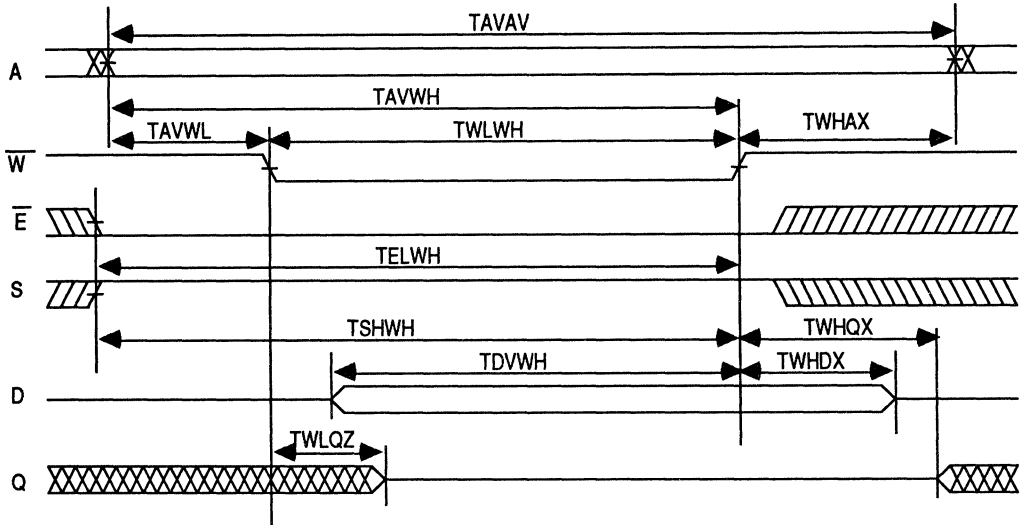 TAVAV
A
TAVWH
TAVWL TWLWH TWHAX
W̅
E̅
TELWH
S
TSHWH TWHQX
TDVWH TWHDX
D
TWLQZ
Q